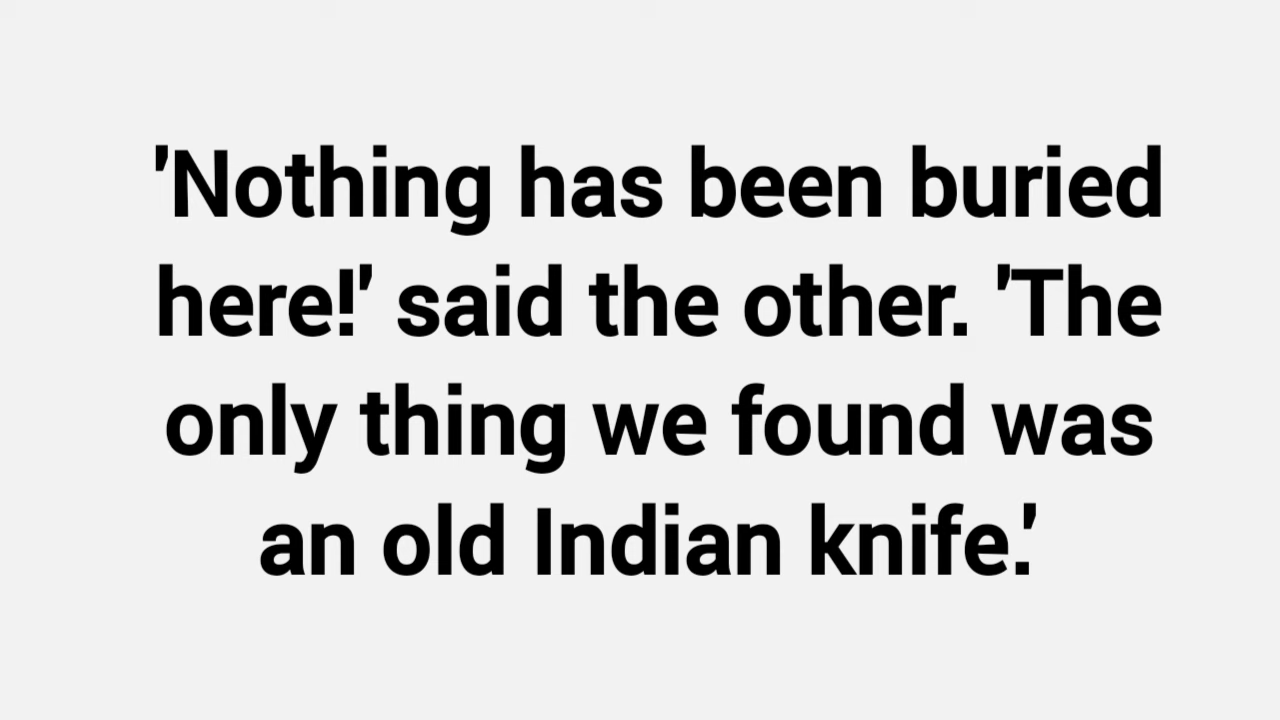 'Nothing has been buried
here!' said the other. 'The
only thing we found was
an old Indian knife.'